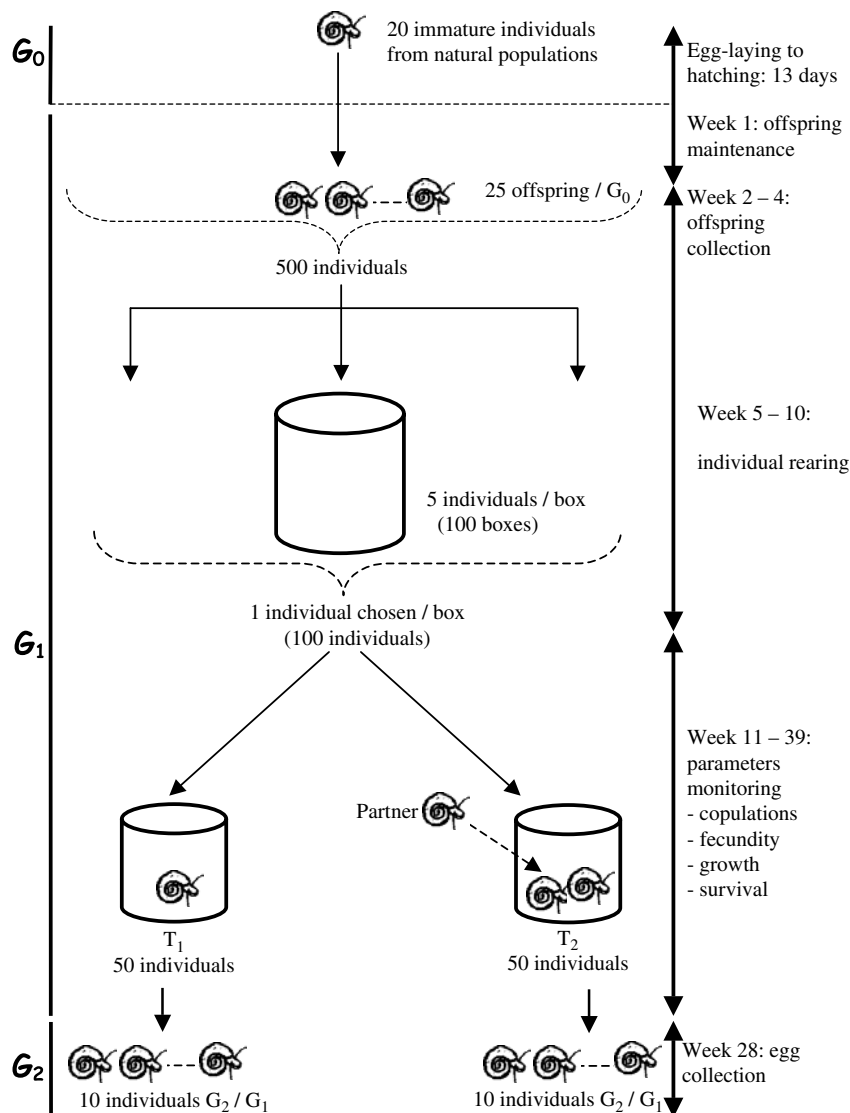 G₀
20 immature individuals
from natural populations
Egg-laying to
hatching: 13 days
Week 1: offspring
maintenance
25 offspring / G₀
Week 2 – 4:
offspring
collection
500 individuals
Week 5 – 10:
individual rearing
5 individuals / box
(100 boxes)
G₁
1 individual chosen / box
(100 individuals)
Week 11 – 39:
parameters
monitoring
- copulations
- fecundity
- growth
- survival
Partner
T₁
50 individuals
T₂
50 individuals
G₂
10 individuals G₂ / G₁
10 individuals G₂ / G₁
Week 28: egg
collection